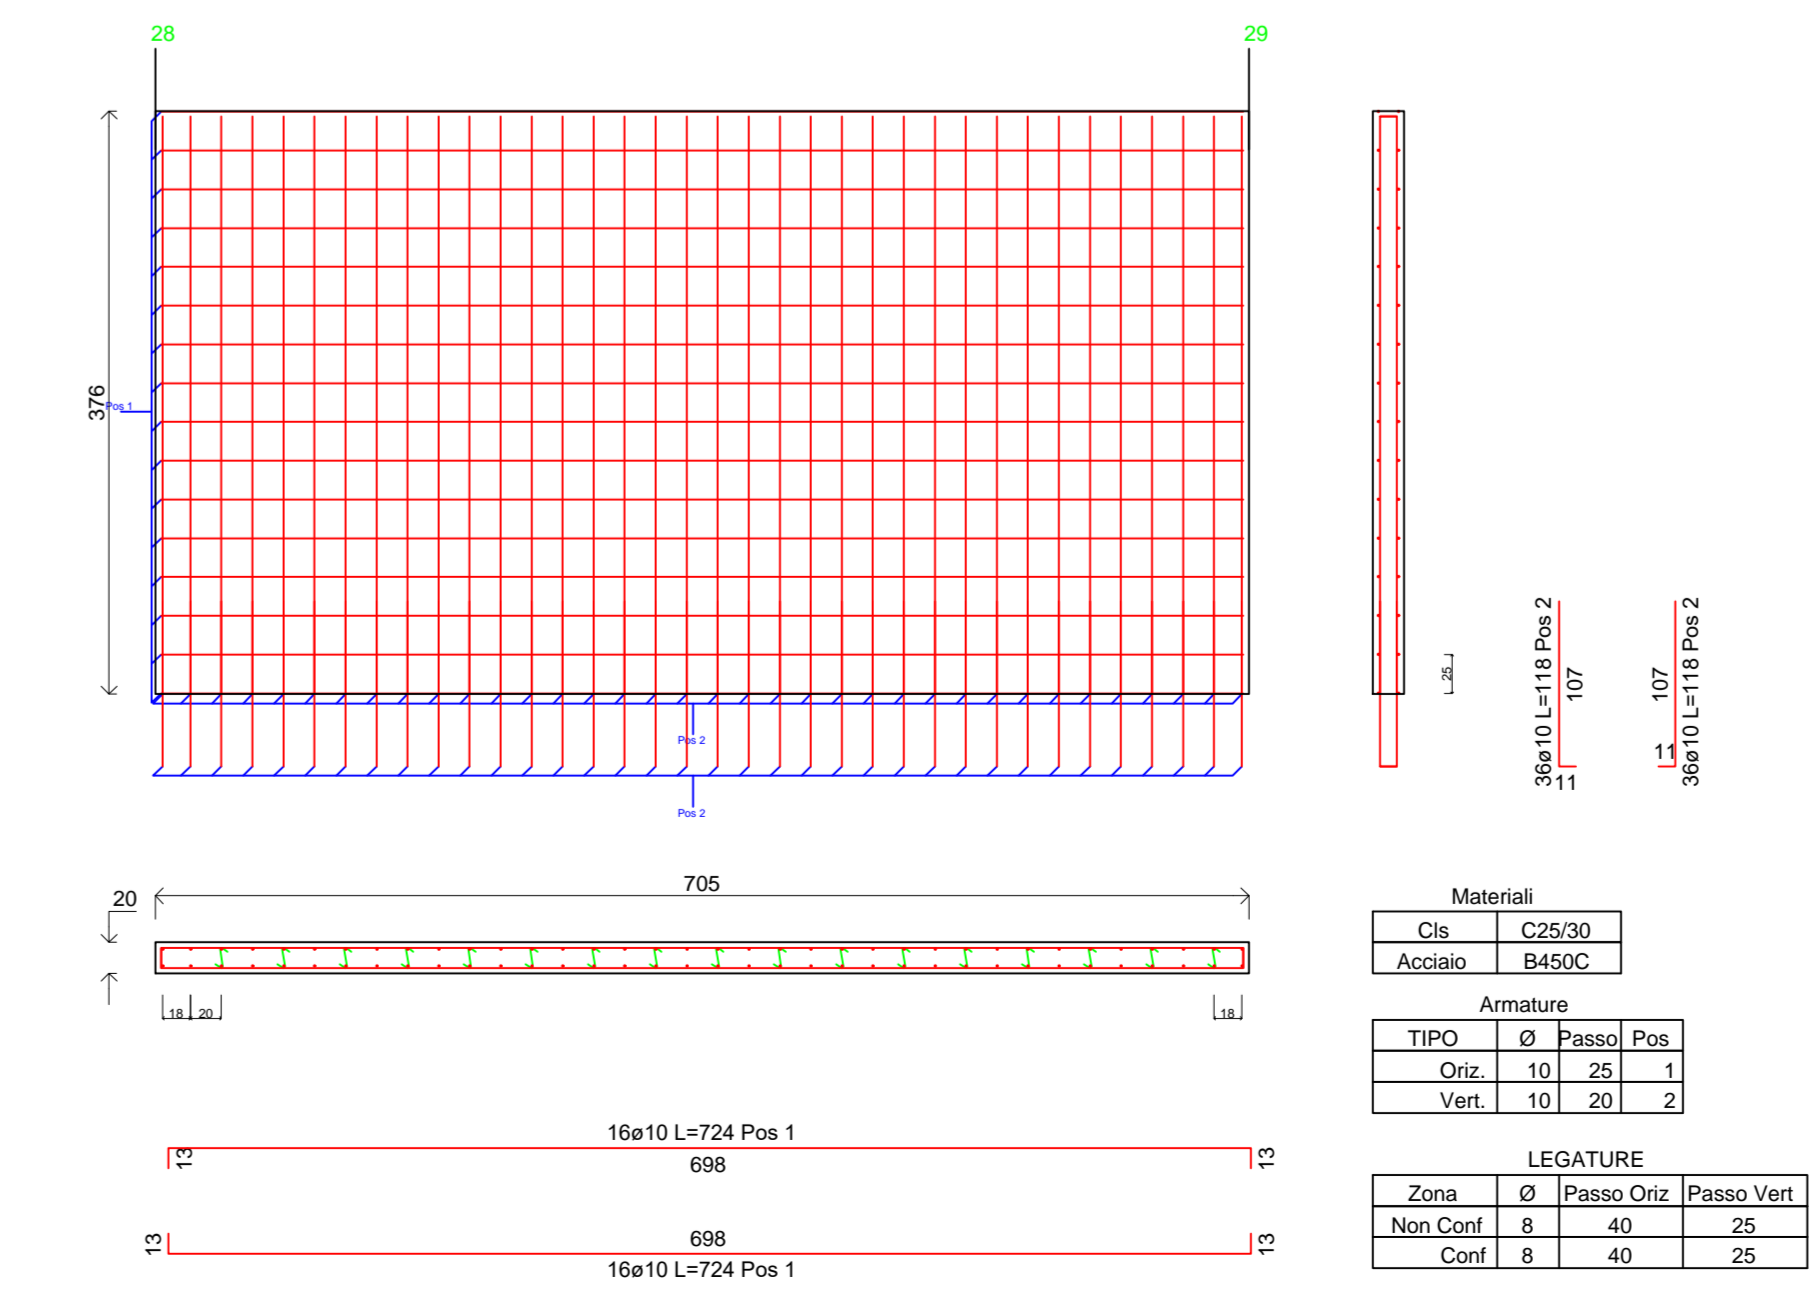 28
29
376
Pos 1
Pos 2
Pos 2
25
36ø10 L=118 Pos 2
107
11
107
11
36ø10 L=118 Pos 2
705
20
18
20
18
Materiali
Cls C25/30
Acciaio B450C
Armature
TIPO Ø Passo Pos
Oriz. 10 25 1
Vert. 10 20 2
16ø10 L=724 Pos 1
13
698
13
13
698
13
16ø10 L=724 Pos 1
LEGATURE
Zona Ø Passo Oriz Passo Vert
Non Conf 8 40 25
Conf 8 40 25